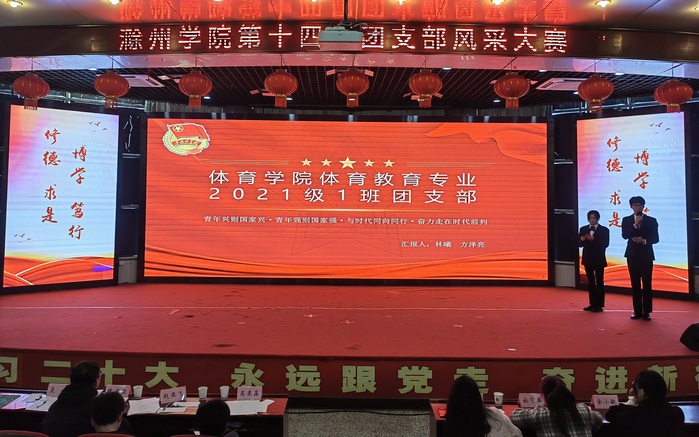 滁州学院第十四 团支部风采大赛
修德 求是
博学 笃行
体育学院体育教育专业
2021级1班团支部
青年兴则国家兴·青年强则国家强·与时代同向同行·奋力走在时代前列
汇报人：林曦 方泽亮
博学 笃行
修德 求是
习二十大 永远跟党走 奋进新